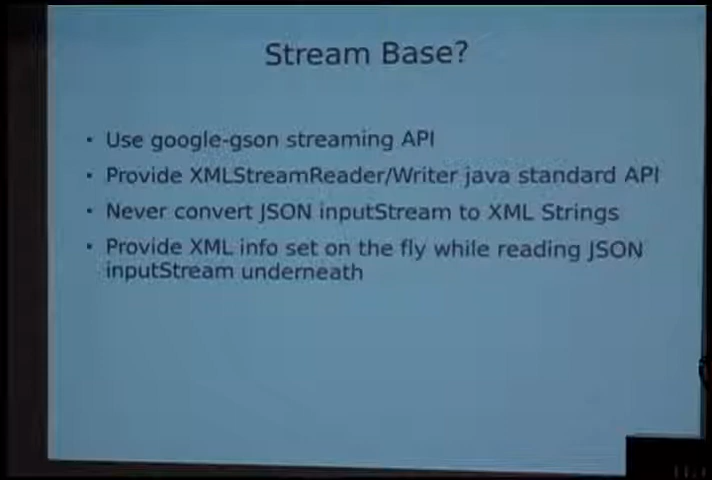 Stream Base?
• Use google-gson streaming API
• Provide XMLStreamReader/Writer java standard API
• Never convert JSON inputStream to XML Strings
• Provide XML info set on the fly while reading JSON
inputStream underneath